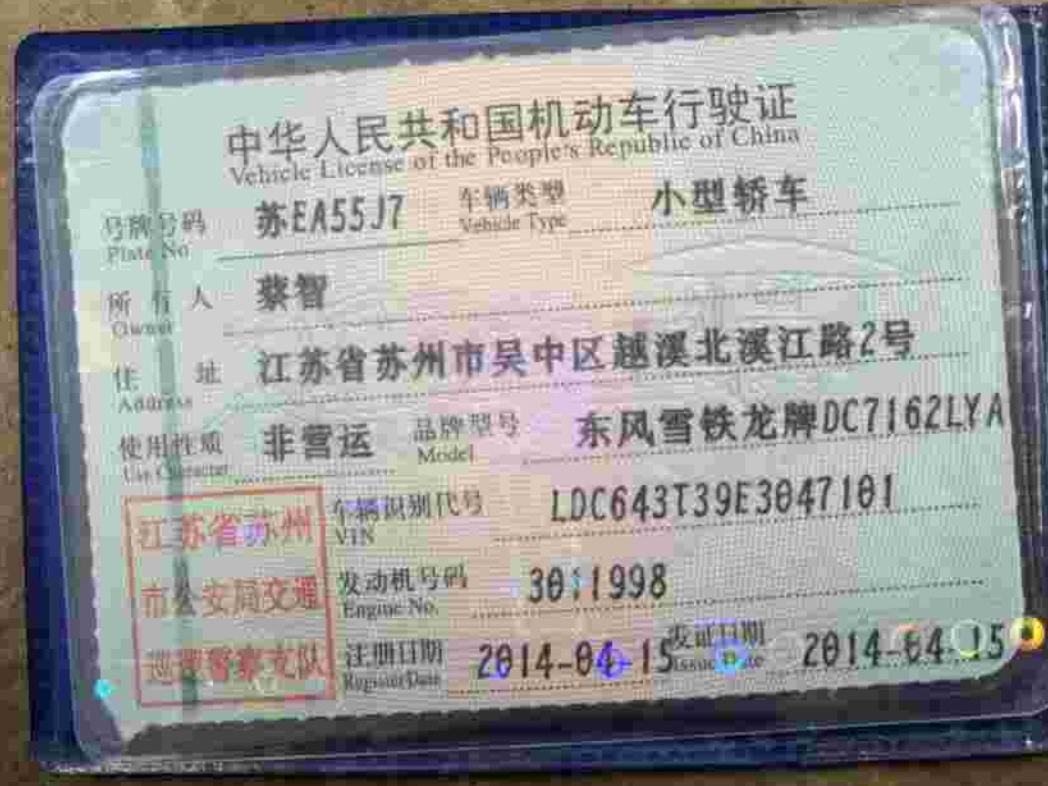 中华人民共和国机动车行驶证
Vehicle License of the People's Republic of China
号牌号码 苏EA55J7 车辆类型 小型轿车
Plate No. Vehicle Type
所有人 蔡智
Owner
住址 江苏省苏州市吴中区越溪北溪江路2号
Address
使用性质 非营运 品牌型号 东风雪铁龙牌DC7162LYA
Use Character Model
车辆识别代号 LDC643T39E3047101
VIN
发动机号码 3011998
Engine No.
注册日期 2014-04-15 发证日期 2014-04-15
Register Date Issue Date
江苏省苏州
市公安局交通
巡逻警察支队